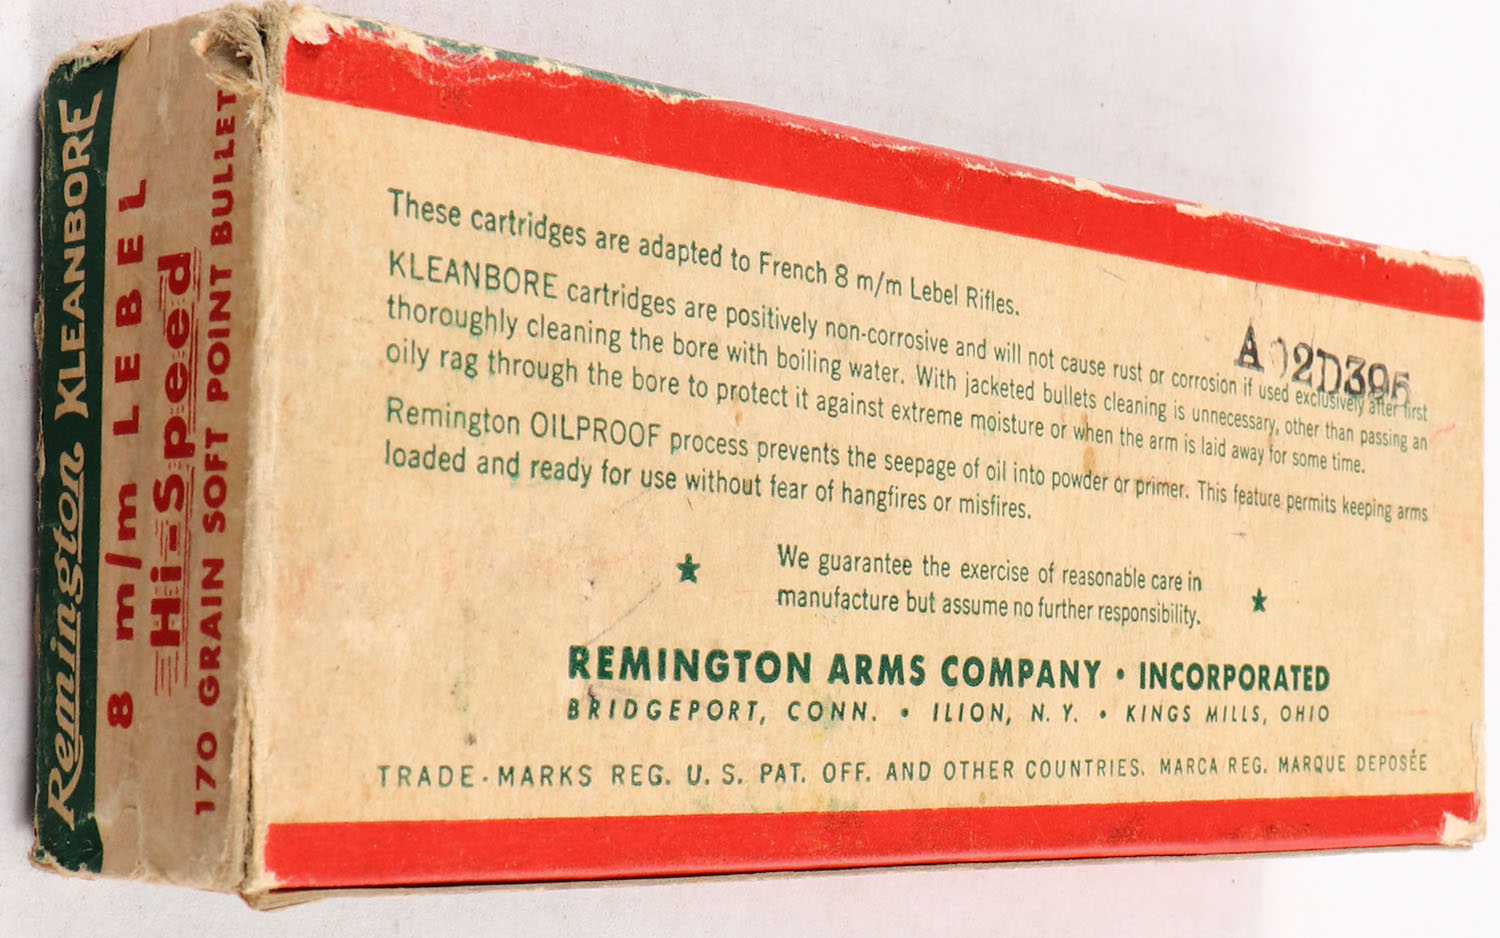 Remington KLEANBORE
8 m/m LEBEL
Hi-Speed
170 GRAIN SOFT POINT BULLET
These cartridges are adapted to French 8 m/m Lebel Rifles.
KLEANBORE cartridges are positively non-corrosive and will not cause rust or corrosion if used exclusively after first
thoroughly cleaning the bore with boiling water. With jacketed bullets cleaning is unnecessary, other than passing an
oily rag through the bore to protect it against extreme moisture or when the arm is laid away for some time.
Remington OILPROOF process prevents the seepage of oil into powder or primer. This feature permits keeping arms
loaded and ready for use without fear of hangfires or misfires.
We guarantee the exercise of reasonable care in
manufacture but assume no further responsibility.
REMINGTON ARMS COMPANY • INCORPORATED
BRIDGEPORT, CONN. • ILION, N. Y. • KINGS MILLS, OHIO
TRADE-MARKS REG. U. S. PAT. OFF. AND OTHER COUNTRIES. MARCA REG. MARQUE DEPOSÉE